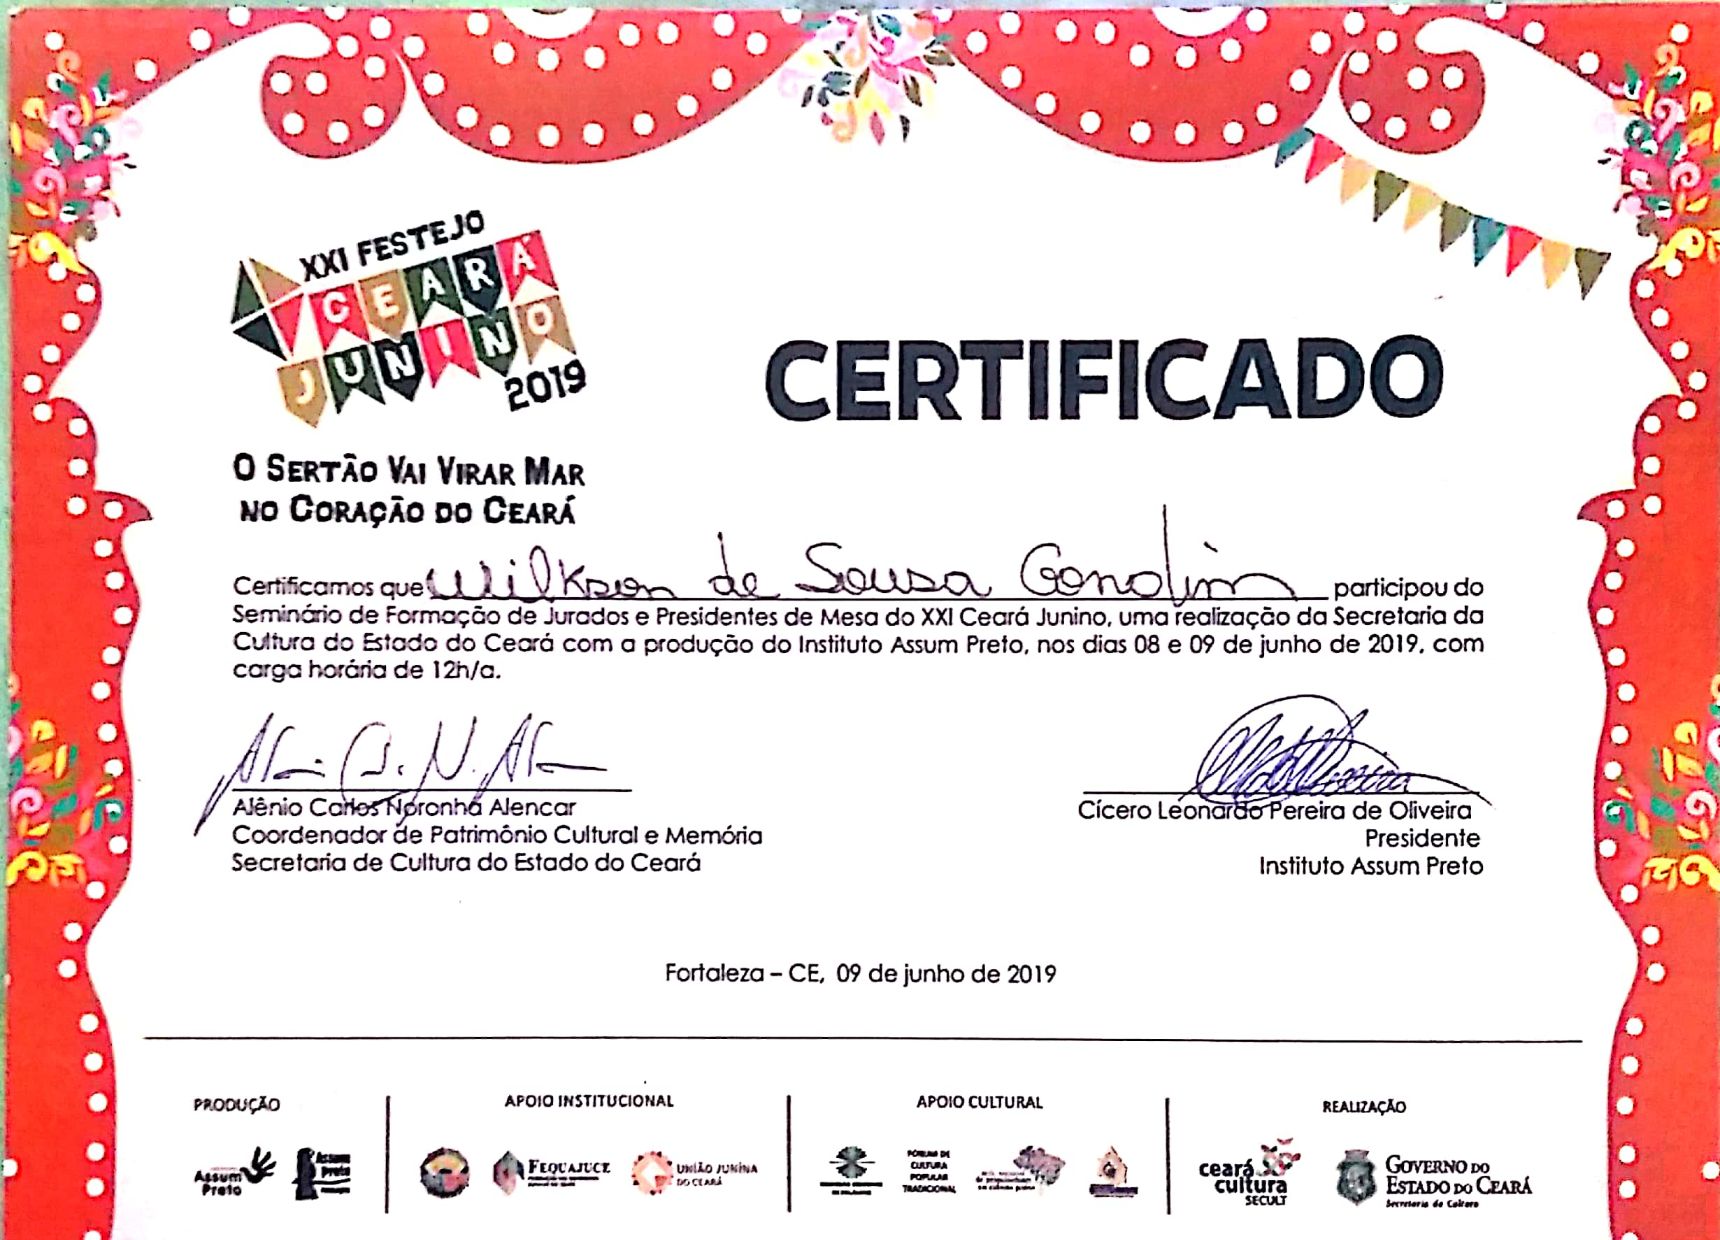 XXI FESTEJO
CEARÁ
JUNINO
2019
CERTIFICADO
O SERTÃO VAI VIRAR MAR
NO CORAÇÃO DO CEARÁ
Certificamos que Wilkson de Sousa Gondim participou do
Seminário de Formação de Jurados e Presidentes de Mesa do XXI Ceará Junino, uma realização da Secretaria da
Cultura do Estado do Ceará com a produção do Instituto Assum Preto, nos dias 08 e 09 de junho de 2019, com
carga horária de 12h/a.
Alênio Carlos Noronha Alencar
Coordenador de Patrimônio Cultural e Memória
Secretaria de Cultura do Estado do Ceará
Cícero Leonardo Pereira de Oliveira
Presidente
Instituto Assum Preto
Fortaleza – CE, 09 de junho de 2019
PRODUÇÃO
Assum
Preto
Assum
Preto
APOIO INSTITUCIONAL
FEQUAJUCE
UNIÃO JUNINA
DO CEARÁ
APOIO CULTURAL
FÓRUM DE
CULTURA
POPULAR
TRADICIONAL
REALIZAÇÃO
ceará
cultura
SECULT
GOVERNO DO
ESTADO DO CEARÁ
Secretaria da Cultura